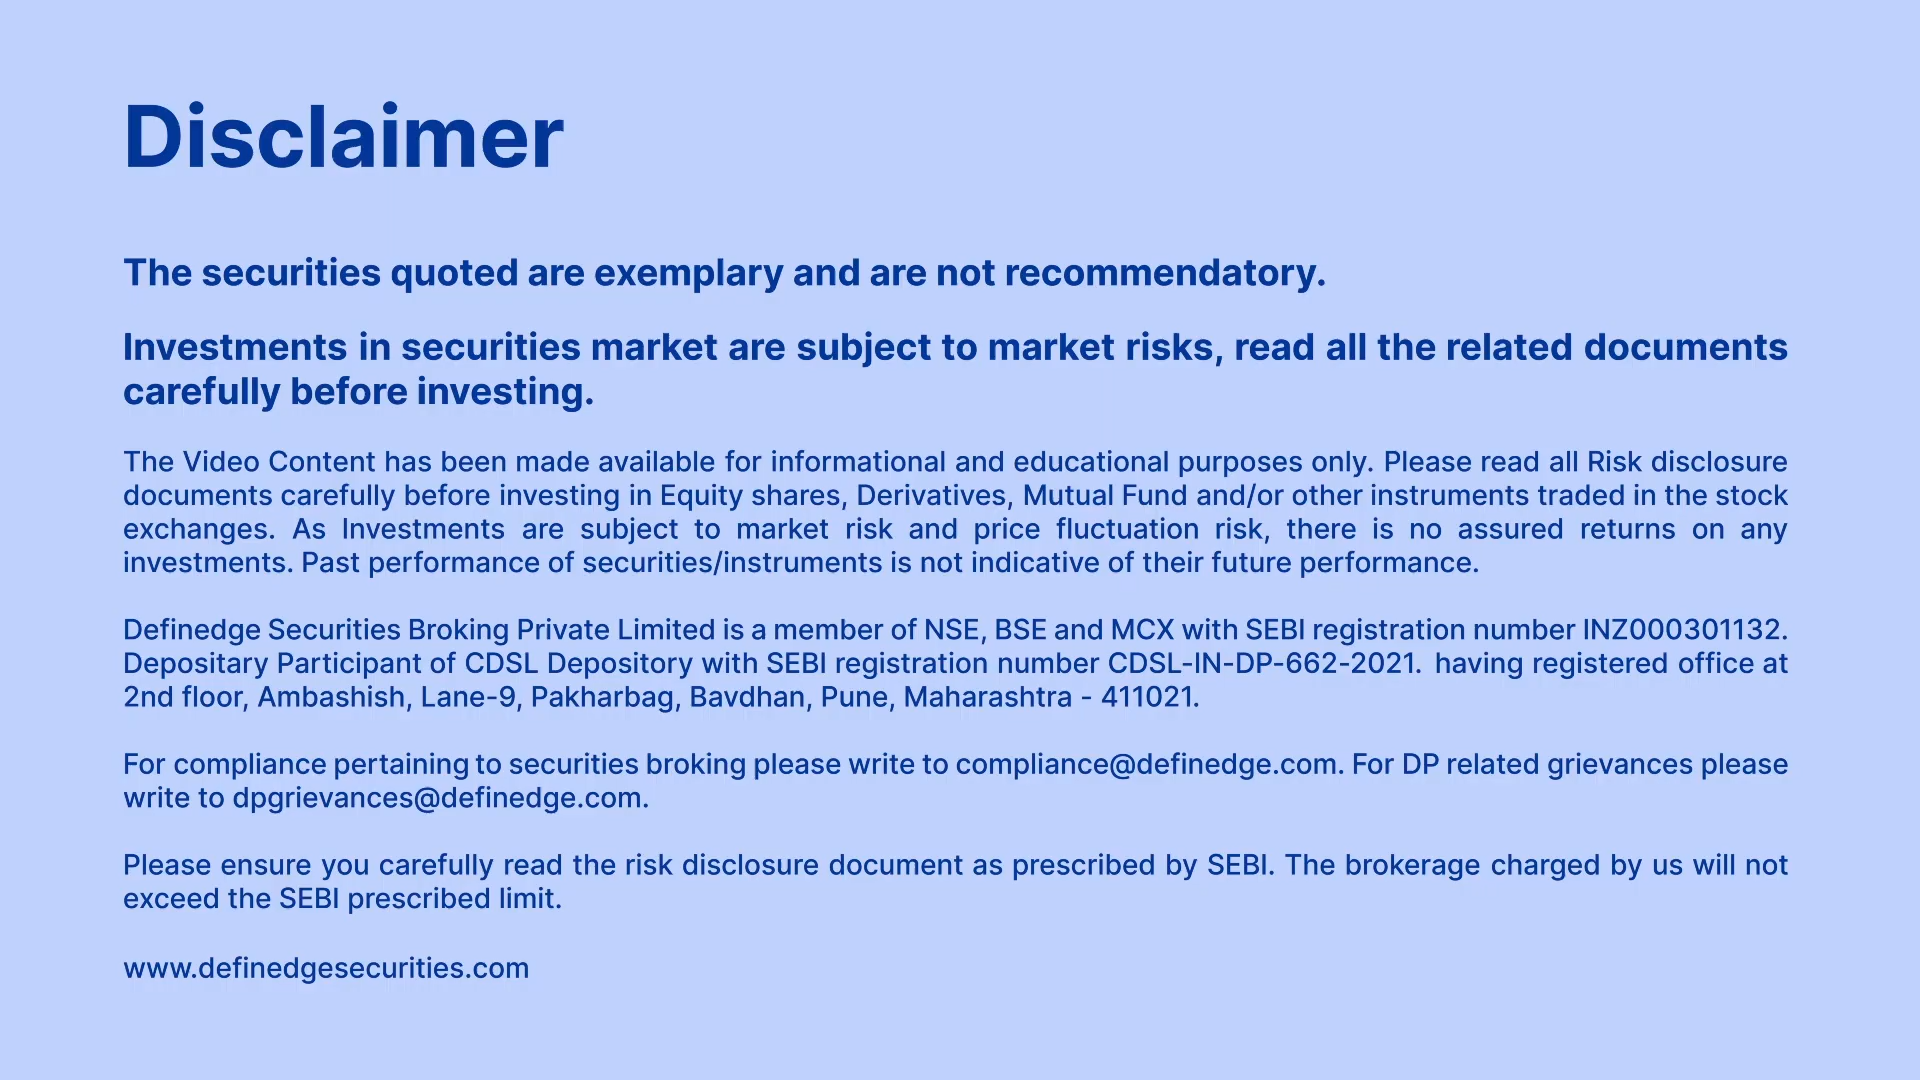 Disclaimer
The securities quoted are exemplary and are not recommendatory.
Investments in securities market are subject to market risks, read all the related documents
carefully before investing.
The Video Content has been made available for informational and educational purposes only. Please read all Risk disclosure
documents carefully before investing in Equity shares, Derivatives, Mutual Fund and/or other instruments traded in the stock
exchanges. As Investments are subject to market risk and price fluctuation risk, there is no assured returns on any
investments. Past performance of securities/instruments is not indicative of their future performance.
Definedge Securities Broking Private Limited is a member of NSE, BSE and MCX with SEBI registration number INZ000301132.
Depositary Participant of CDSL Depository with SEBI registration number CDSL-IN-DP-662-2021. having registered office at
2nd floor, Ambashish, Lane-9, Pakharbag, Bavdhan, Pune, Maharashtra - 411021.
For compliance pertaining to securities broking please write to compliance@definedge.com. For DP related grievances please
write to dpgrievances@definedge.com.
Please ensure you carefully read the risk disclosure document as prescribed by SEBI. The brokerage charged by us will not
exceed the SEBI prescribed limit.
www.definedgesecurities.com